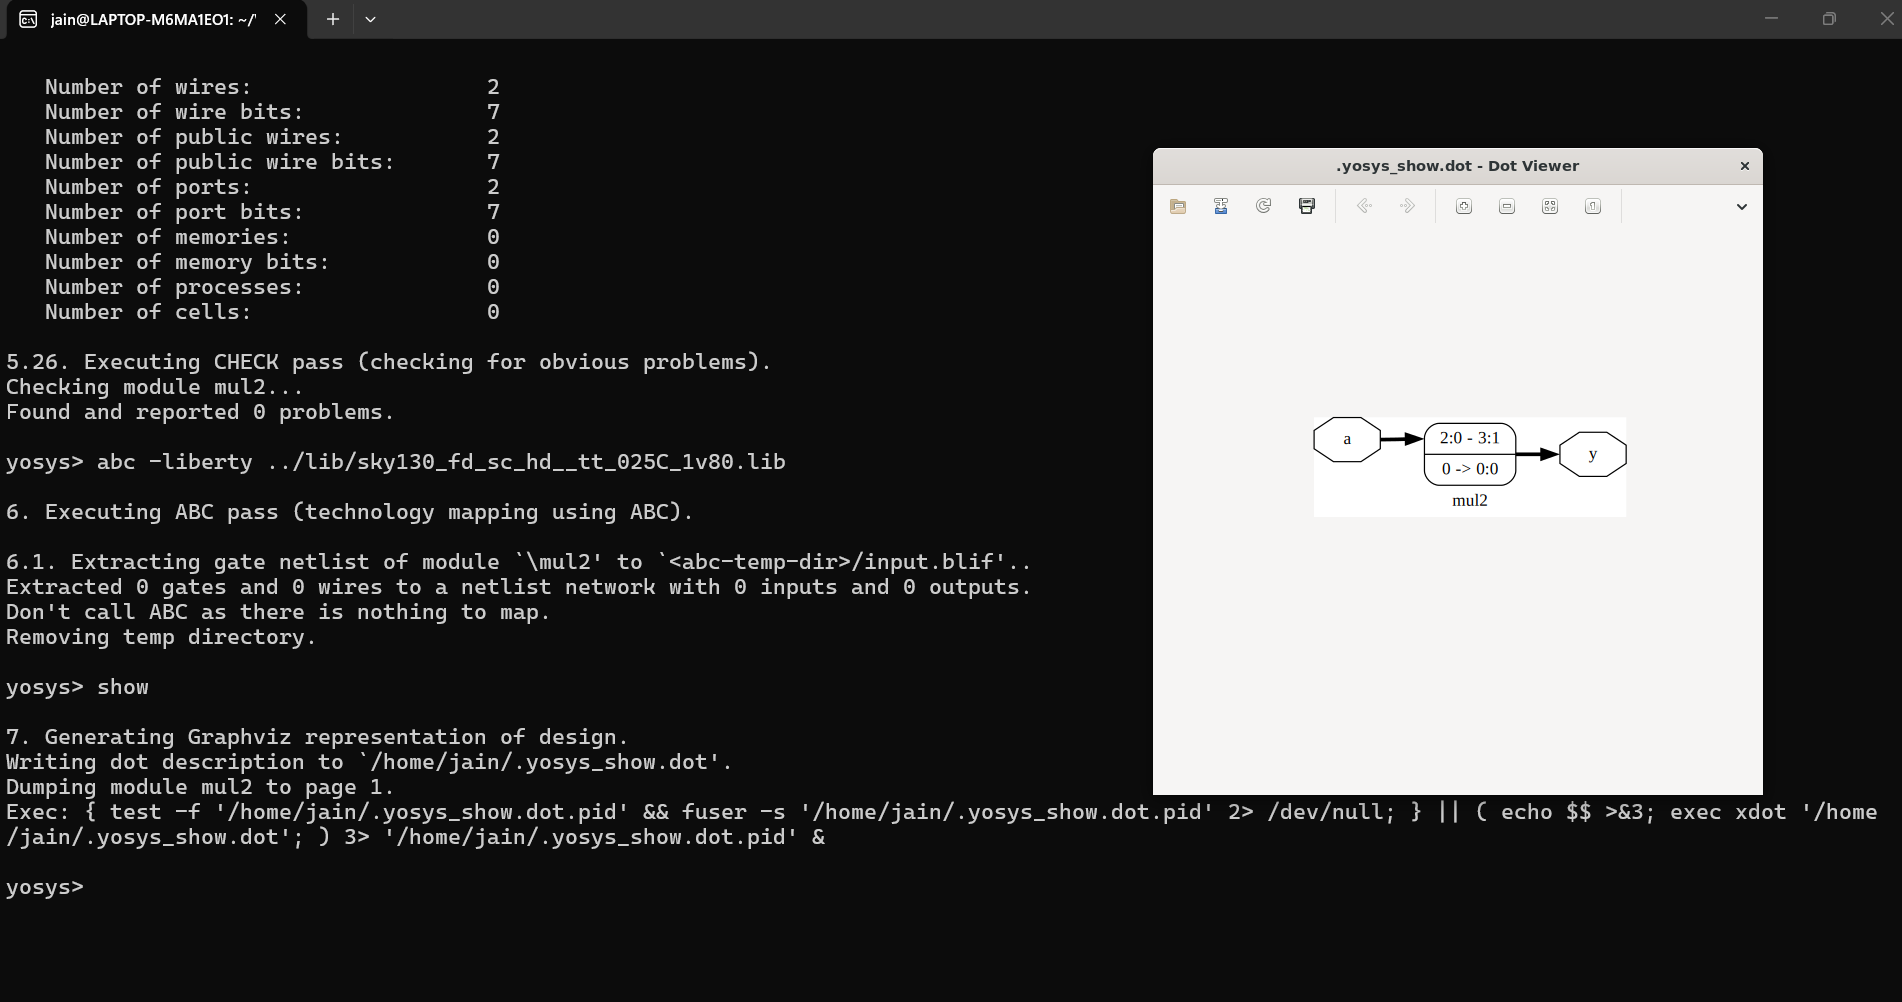 jain@LAPTOP-M6MA1EO1: ~/'
Number of wires: 2
Number of wire bits: 7
Number of public wires: 2
Number of public wire bits: 7
Number of ports: 2
Number of port bits: 7
Number of memories: 0
Number of memory bits: 0
Number of processes: 0
Number of cells: 0
5.26. Executing CHECK pass (checking for obvious problems).
Checking module mul2...
Found and reported 0 problems.
yosys> abc -liberty ../lib/sky130_fd_sc_hd__tt_025C_1v80.lib
6. Executing ABC pass (technology mapping using ABC).
6.1. Extracting gate netlist of module `\mul2' to `<abc-temp-dir>/input.blif'..
Extracted 0 gates and 0 wires to a netlist network with 0 inputs and 0 outputs.
Don't call ABC as there is nothing to map.
Removing temp directory.
yosys> show
7. Generating Graphviz representation of design.
Writing dot description to `/home/jain/.yosys_show.dot'.
Dumping module mul2 to page 1.
Exec: { test -f '/home/jain/.yosys_show.dot.pid' && fuser -s '/home/jain/.yosys_show.dot.pid' 2> /dev/null; } || ( echo $$ >&3; exec xdot '/home
/jain/.yosys_show.dot'; ) 3> '/home/jain/.yosys_show.dot.pid' &
yosys>
.yosys_show.dot - Dot Viewer
a
2:0 - 3:1
0 -> 0:0
y
mul2